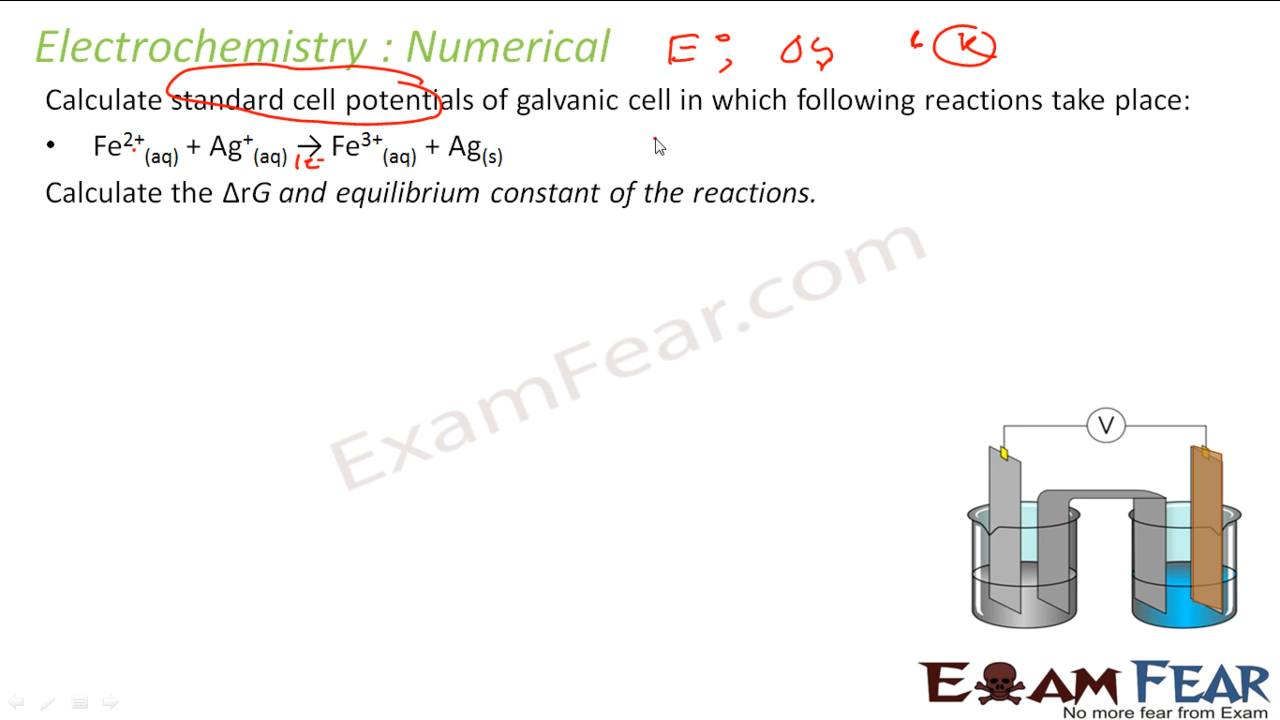 Electrochemistry : Numerical E° ; ΔG K
Calculate standard cell potentials of galvanic cell in which following reactions take place:
• Fe²⁺(aq) + Ag⁺(aq) → Fe³⁺(aq) + Ag(s)
1e-
Calculate the ΔrG and equilibrium constant of the reactions.
ExamFear.com
V
EXAM FEAR
No more fear from Exam